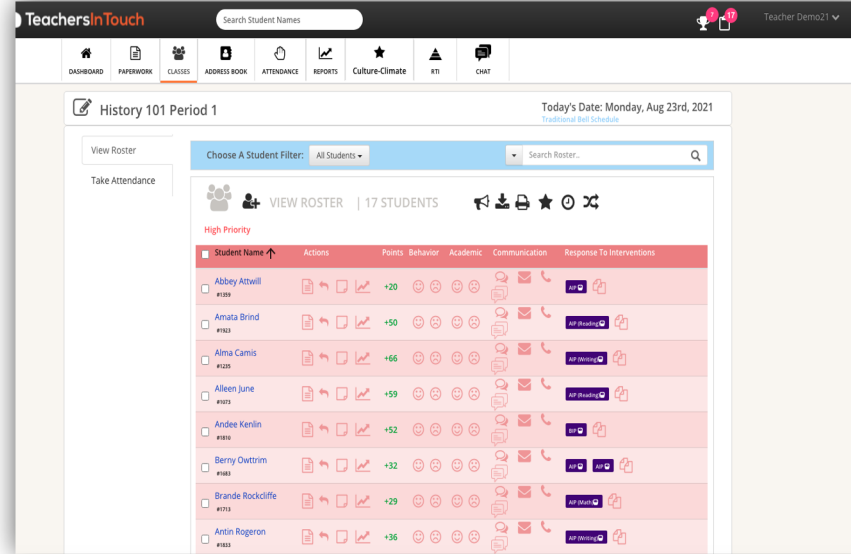 TeachersInTouch
Search Student Names
7
17
Teacher Demo21
DASHBOARD
PAPERWORK
CLASSES
ADDRESS BOOK
ATTENDANCE
REPORTS
Culture-Climate
RTI
CHAT
History 101 Period 1
Today's Date: Monday, Aug 23rd, 2021
Traditional Bell Schedule
View Roster
Take Attendance
Choose A Student Filter: All Students
Search Roster..
VIEW ROSTER | 17 STUDENTS
High Priority
Student Name Actions Points Behavior Academic Communication Response To Interventions
Abbey Attwill
#1359
+20
AIP
Amata Brind
#1923
+50
AIP (Reading)
Alma Camis
#1235
+66
AIP (Writing)
Alleen June
#1073
+59
AIP (Reading)
Andee Kenlin
#1810
+52
BIP
Berny Owttrim
#1683
+32
AIP AIP
Brande Rockcliffe
#1713
+29
AIP (Math)
Antin Rogeron
#1833
+36
AIP (Writing)